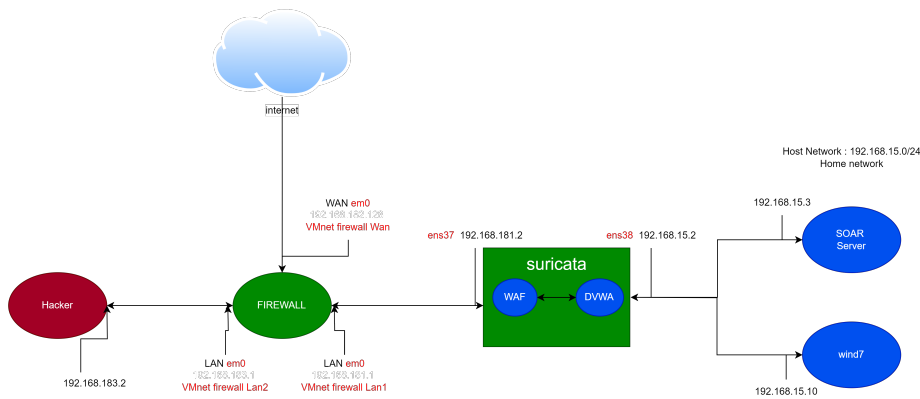 internet
Host Network : 192.168.15.0/24
Home network
WAN em0
192.168.182.128
VMnet firewall Wan
192.168.15.3
ens37 192.168.181.2
ens38 192.168.15.2
suricata
SOAR
Server
WAF
DVWA
Hacker
FIREWALL
wind7
LAN em0
192.168.183.1
VMnet firewall Lan2
LAN em0
192.168.181.1
VMnet firewall Lan1
192.168.183.2
192.168.15.10